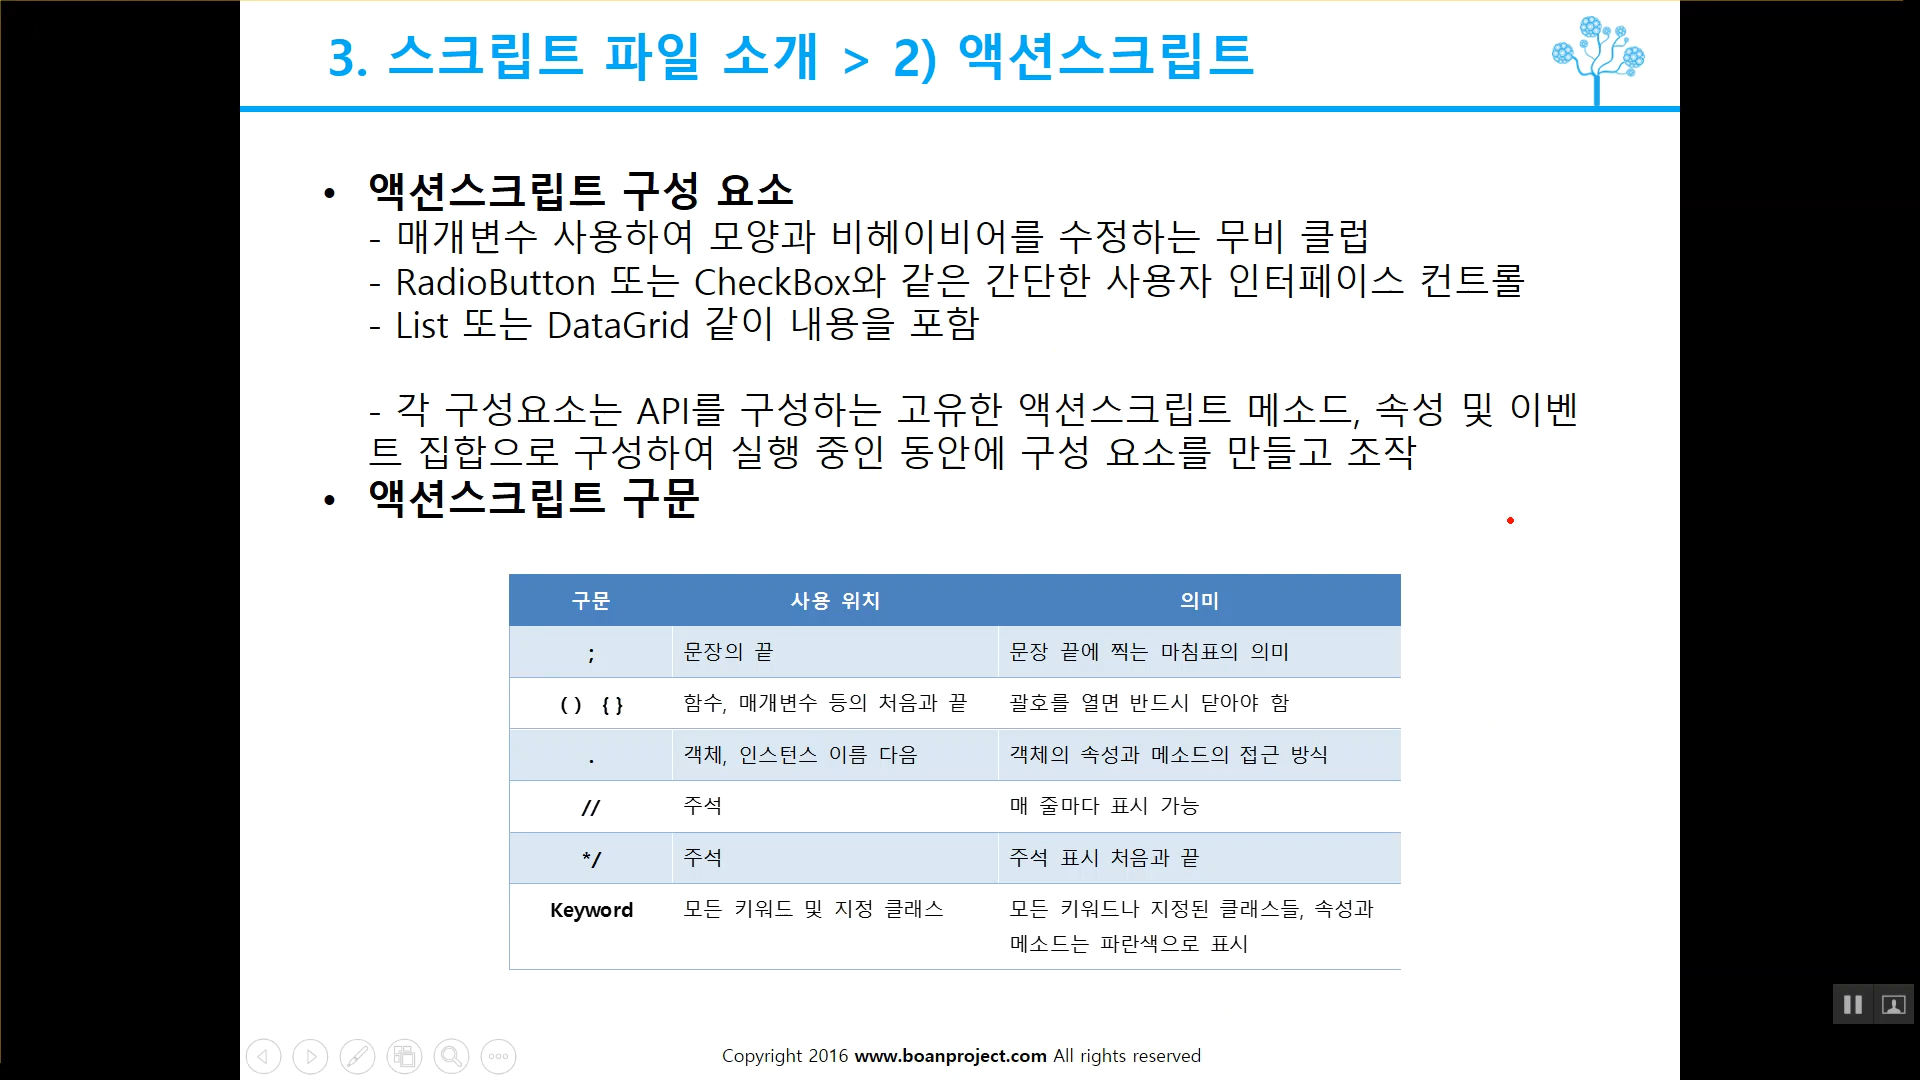 3. 스크립트 파일 소개 > 2) 액션스크립트
• 액션스크립트 구성 요소
- 매개변수 사용하여 모양과 비헤이비어를 수정하는 무비 클럽
- RadioButton 또는 CheckBox와 같은 간단한 사용자 인터페이스 컨트롤
- List 또는 DataGrid 같이 내용을 포함
- 각 구성요소는 API를 구성하는 고유한 액션스크립트 메소드, 속성 및 이벤
트 집합으로 구성하여 실행 중인 동안에 구성 요소를 만들고 조작
• 액션스크립트 구문
구문 사용 위치 의미
; 문장의 끝 문장 끝에 찍는 마침표의 의미
( ) { } 함수, 매개변수 등의 처음과 끝 괄호를 열면 반드시 닫아야 함
. 객체, 인스턴스 이름 다음 객체의 속성과 메소드의 접근 방식
// 주석 매 줄마다 표시 가능
*/ 주석 주석 표시 처음과 끝
Keyword 모든 키워드 및 지정 클래스 모든 키워드나 지정된 클래스들, 속성과
메소드는 파란색으로 표시
Copyright 2016 www.boanproject.com All rights reserved